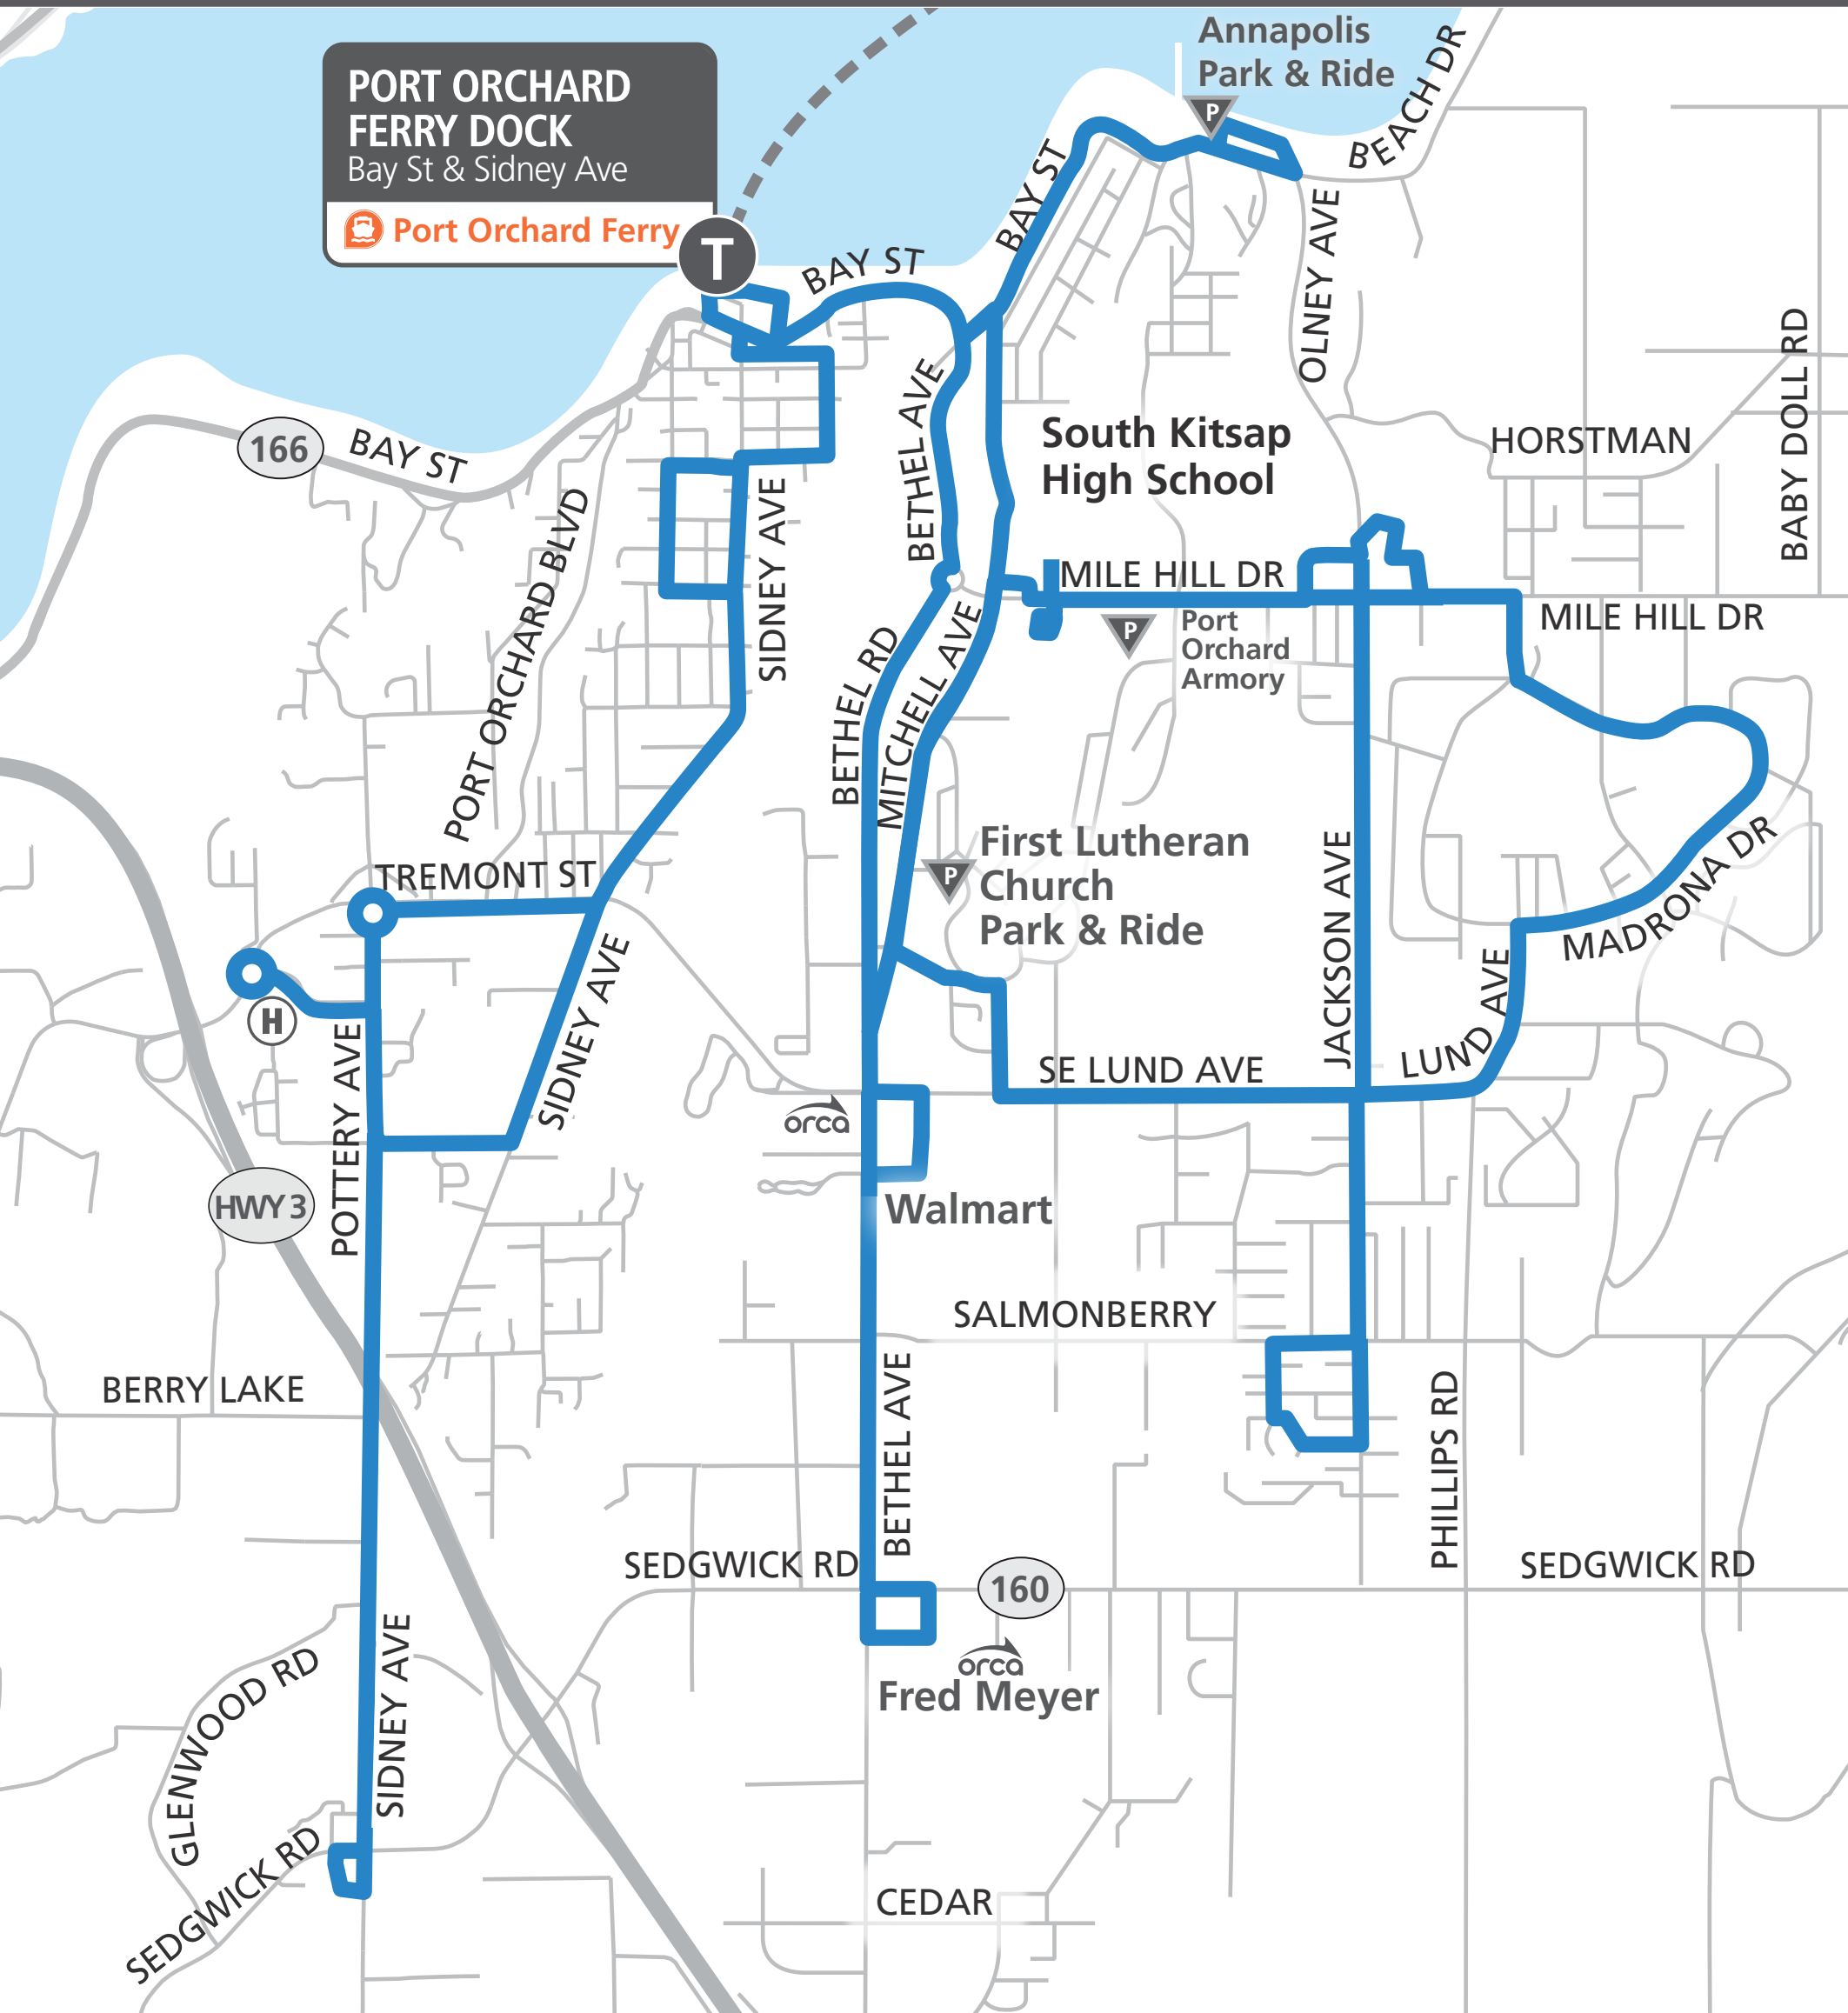 Annapolis
Park & Ride
BEACH DR
PORT ORCHARD
FERRY DOCK
Bay St & Sidney Ave
Port Orchard Ferry
T
P
BAY ST
BAY ST
OLNEY AVE
BABY DOLL RD
BETHEL AVE
South Kitsap
High School
HORSTMAN
166
BAY ST
SIDNEY AVE
PORT ORCHARD BLVD
MILE HILL DR
MILE HILL DR
P
Port
Orchard
Armory
BETHEL RD
MITCHELL AVE
TREMONT ST
P
First Lutheran
Church
Park & Ride
JACKSON AVE
MADRONA DR
LUND AVE
SIDNEY AVE
H
POTTERY AVE
SE LUND AVE
orca
HWY 3
Walmart
SALMONBERRY
BERRY LAKE
BETHEL AVE
PHILLIPS RD
SEDGWICK RD
160
SEDGWICK RD
SIDNEY AVE
GLENWOOD RD
orca
Fred Meyer
SEDGWICK RD
CEDAR